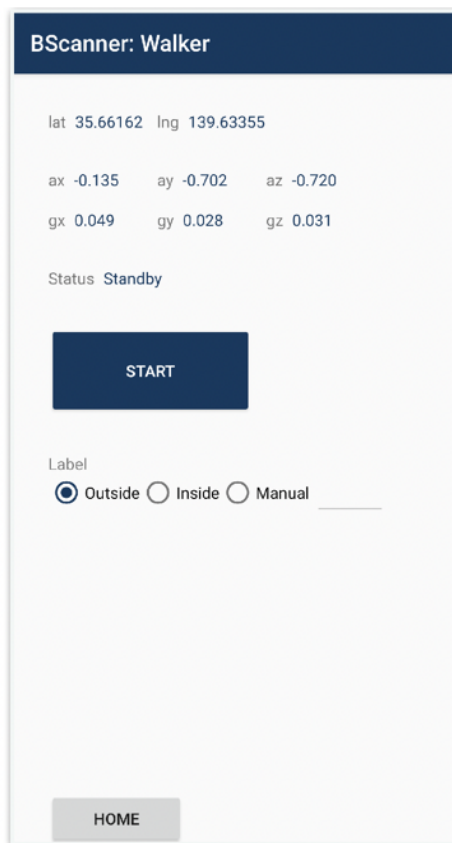 BScanner: Walker
lat 35.66162 lng 139.63355
ax -0.135 ay -0.702 az -0.720
gx 0.049 gy 0.028 gz 0.031
Status Standby
START
Label
Outside Inside Manual
HOME